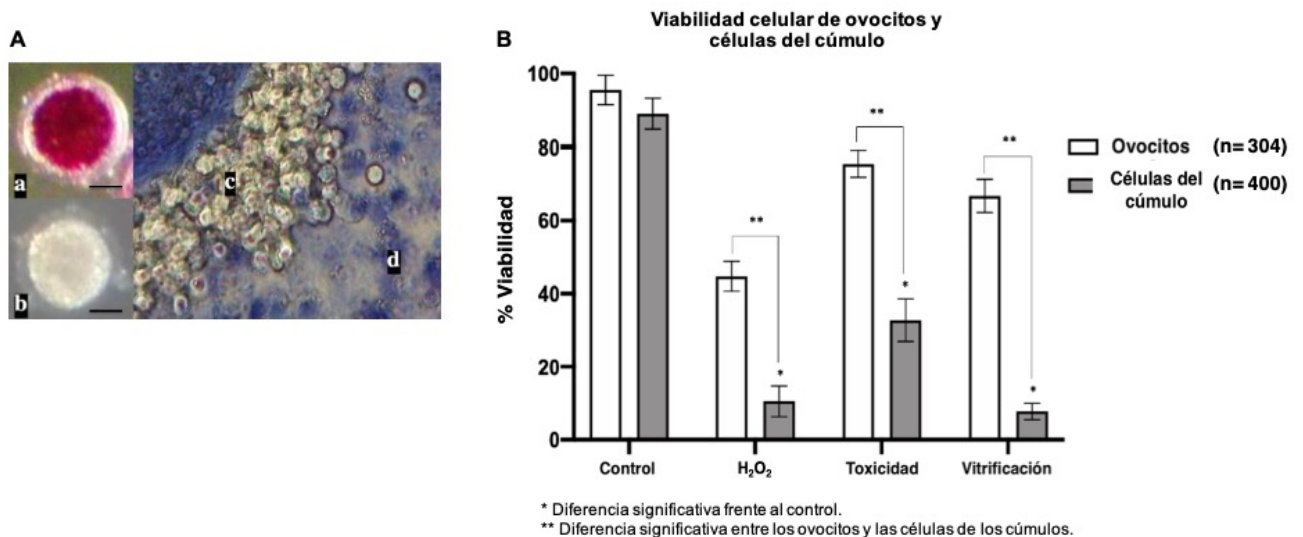 A
a
b
c
d
B
Viabilidad celular de ovocitos y
células del cúmulo
% Viabilidad
100
80
60
40
20
0
**
*
**
*
**
*
Control
H₂O₂
Toxicidad
Vitrificación
Ovocitos (n= 304)
Células del
cúmulo (n= 400)
* Diferencia significativa frente al control.
** Diferencia significativa entre los ovocitos y las células de los cúmulos.